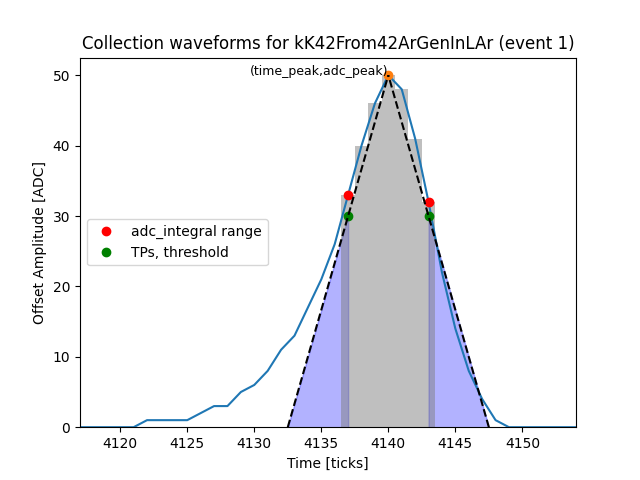 Collection waveforms for kK42From42ArGenInLAr (event 1)
(time_peak,adc_peak)
50
40
30
20
10
0
Offset Amplitude [ADC]
adc_integral range
TPs, threshold
4120 4125 4130 4135 4140 4145 4150
Time [ticks]